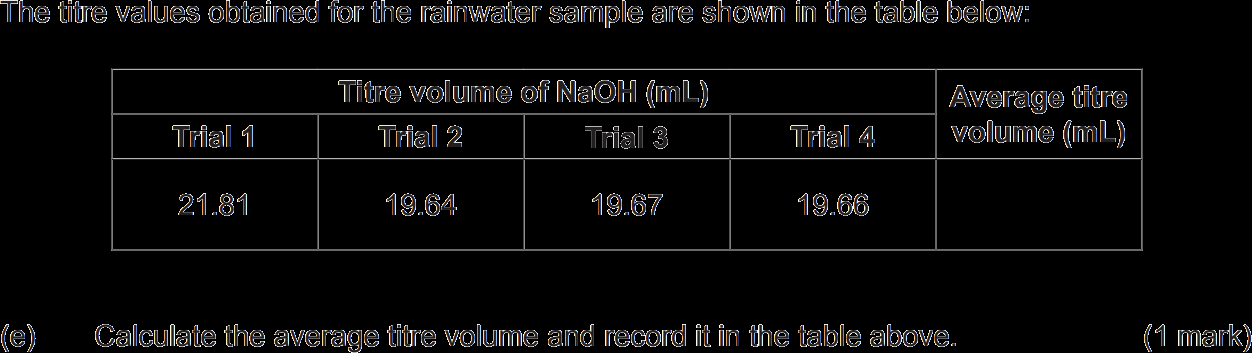 The titre values obtained for the rainwater sample are shown in the table below:
Titre volume of NaOH (mL)
Average titre
volume (mL)
Trial 1
Trial 2
Trial 3
Trial 4
21.81
19.64
19.67
19.66
(e) Calculate the average titre volume and record it in the table above. (1 mark)